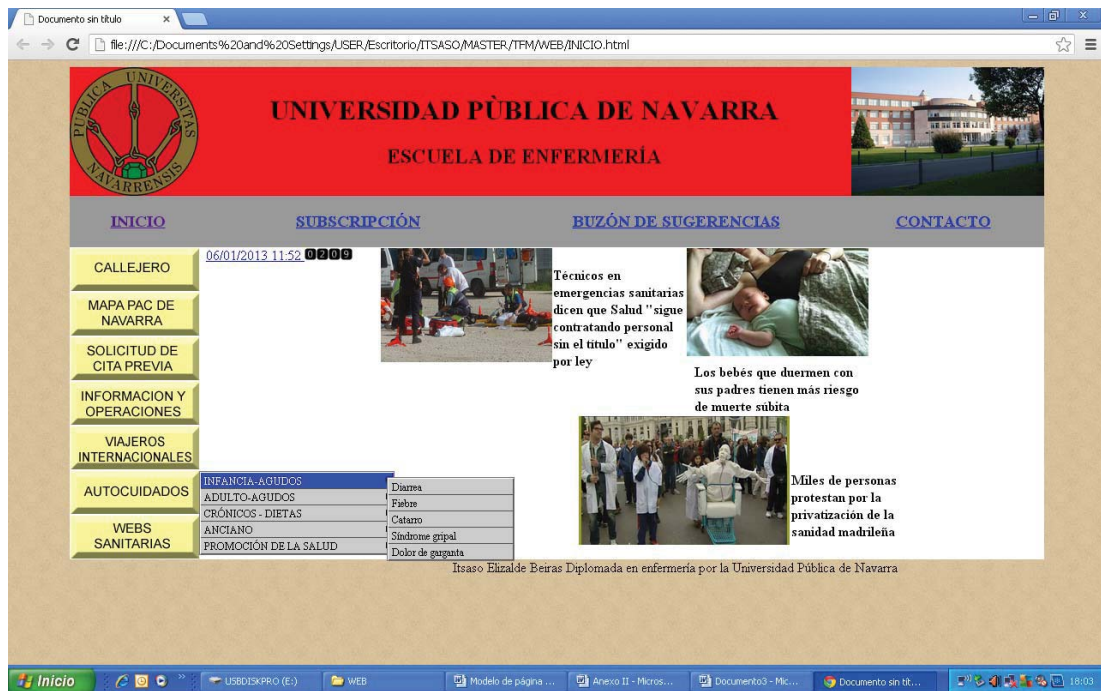 Documento sin título
file:///C:/Documents%20and%20Settings/USER/Escritorio/ITSASO/MASTER/TFM/WEB/INICIO.html
PUBLICA UNIVERSITAS NAVARRENSIS
UNIVERSIDAD PÙBLICA DE NAVARRA
ESCUELA DE ENFERMERÍA
INICIO
SUBSCRIPCIÓN
BUZÓN DE SUGERENCIAS
CONTACTO
CALLEJERO
MAPA PAC DE
NAVARRA
SOLICITUD DE
CITA PREVIA
INFORMACION Y
OPERACIONES
VIAJEROS
INTERNACIONALES
AUTOCUIDADOS
WEBS
SANITARIAS
06/01/2013 11:52 0209
Técnicos en
emergencias sanitarias
dicen que Salud "sigue
contratando personal
sin el título" exigido
por ley
Los bebés que duermen con
sus padres tienen más riesgo
de muerte súbita
Miles de personas
protestan por la
privatización de la
sanidad madrileña
INFANCIA-AGUDOS
ADULTO-AGUDOS
CRÓNICOS - DIETAS
ANCIANO
PROMOCIÓN DE LA SALUD
Diarrea
Fiebre
Catarro
Síndrome gripal
Dolor de garganta
Itsaso Elizalde Beiras Diplomada en enfermería por la Universidad Pública de Navarra
Inicio
USBDISKPRO (E:)
WEB
Modelo de página ...
Anexo II - Micros...
Documento3 - Mic...
Documento sin tít...
18:03